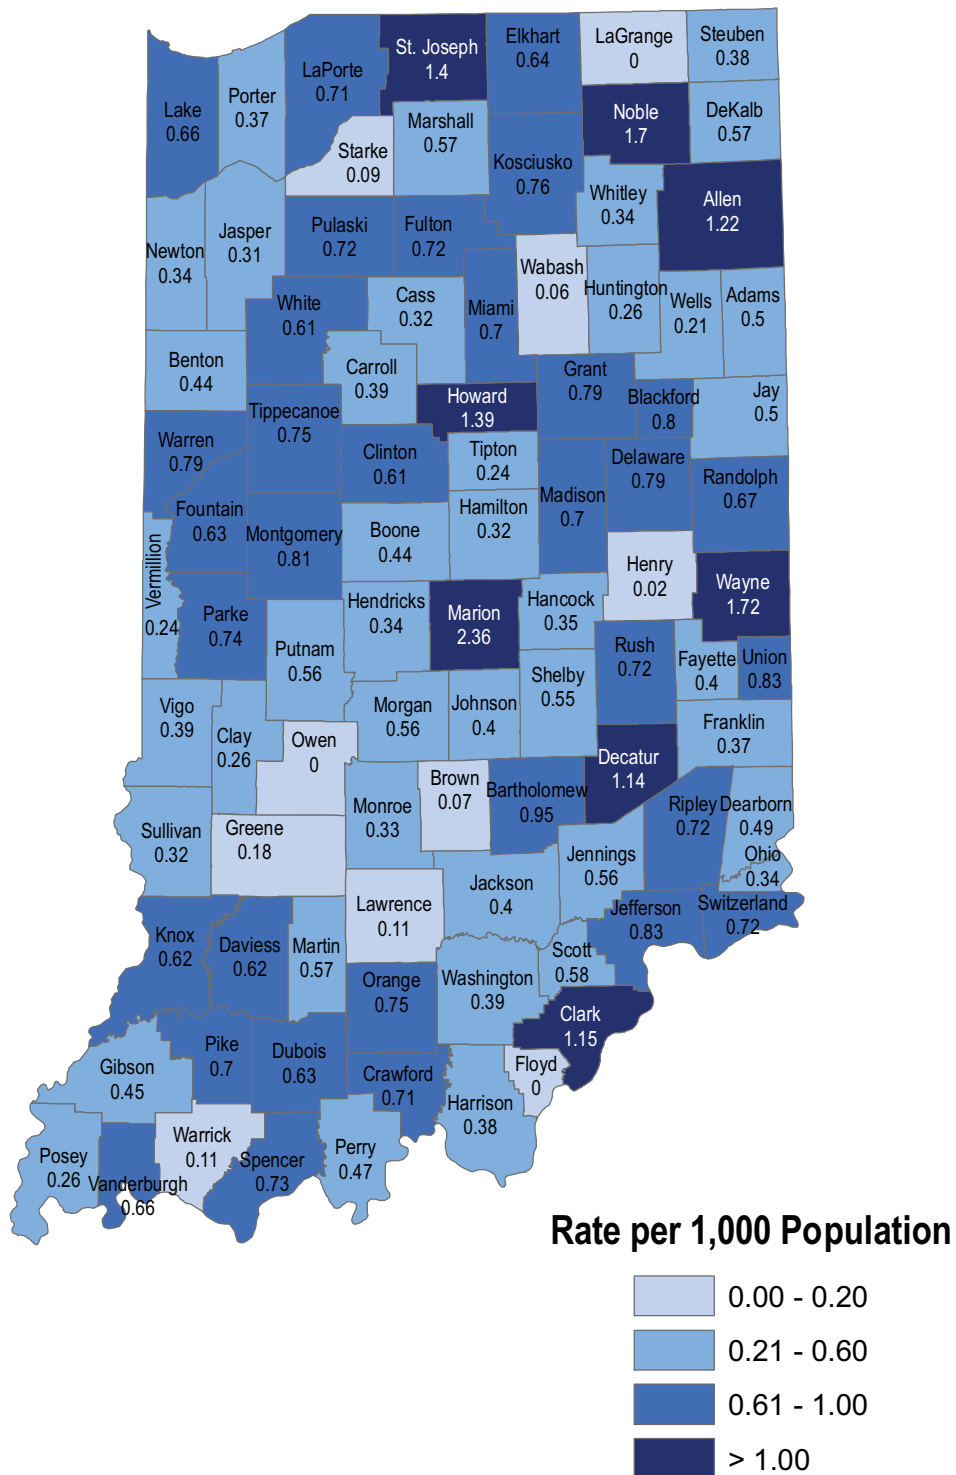 St. Joseph
1.4
Elkhart
0.64
LaGrange
0
Steuben
0.38
LaPorte
0.71
Lake
0.66
Porter
0.37
Noble
1.7
DeKalb
0.57
Marshall
0.57
Starke
0.09
Kosciusko
0.76
Whitley
0.34
Allen
1.22
Newton
0.34
Jasper
0.31
Pulaski
0.72
Fulton
0.72
Wabash
0.06
Huntington
0.26
Wells
0.21
Adams
0.5
White
0.61
Cass
0.32
Miami
0.7
Benton
0.44
Carroll
0.39
Grant
0.79
Blackford
0.8
Jay
0.5
Howard
1.39
Tippecanoe
0.75
Warren
0.79
Clinton
0.61
Tipton
0.24
Delaware
0.79
Randolph
0.67
Madison
0.7
Fountain
0.63
Montgomery
0.81
Boone
0.44
Hamilton
0.32
Vermillion
0.24
Henry
0.02
Wayne
1.72
Parke
0.74
Hendricks
0.34
Marion
2.36
Hancock
0.35
Putnam
0.56
Rush
0.72
Fayette
0.4
Union
0.83
Shelby
0.55
Vigo
0.39
Clay
0.26
Morgan
0.56
Johnson
0.4
Franklin
0.37
Owen
0
Decatur
1.14
Brown
0.07
Bartholomew
0.95
Monroe
0.33
Ripley
0.72
Dearborn
0.49
Sullivan
0.32
Greene
0.18
Jennings
0.56
Ohio
0.34
Jackson
0.4
Lawrence
0.11
Jefferson
0.83
Switzerland
0.72
Knox
0.62
Daviess
0.62
Martin
0.57
Scott
0.58
Orange
0.75
Washington
0.39
Clark
1.15
Pike
0.7
Dubois
0.63
Gibson
0.45
Crawford
0.71
Floyd
0
Harrison
0.38
Warrick
0.11
Perry
0.47
Posey
0.26
Vanderburgh
0.66
Spencer
0.73
Rate per 1,000 Population
0.00 - 0.20
0.21 - 0.60
0.61 - 1.00
> 1.00